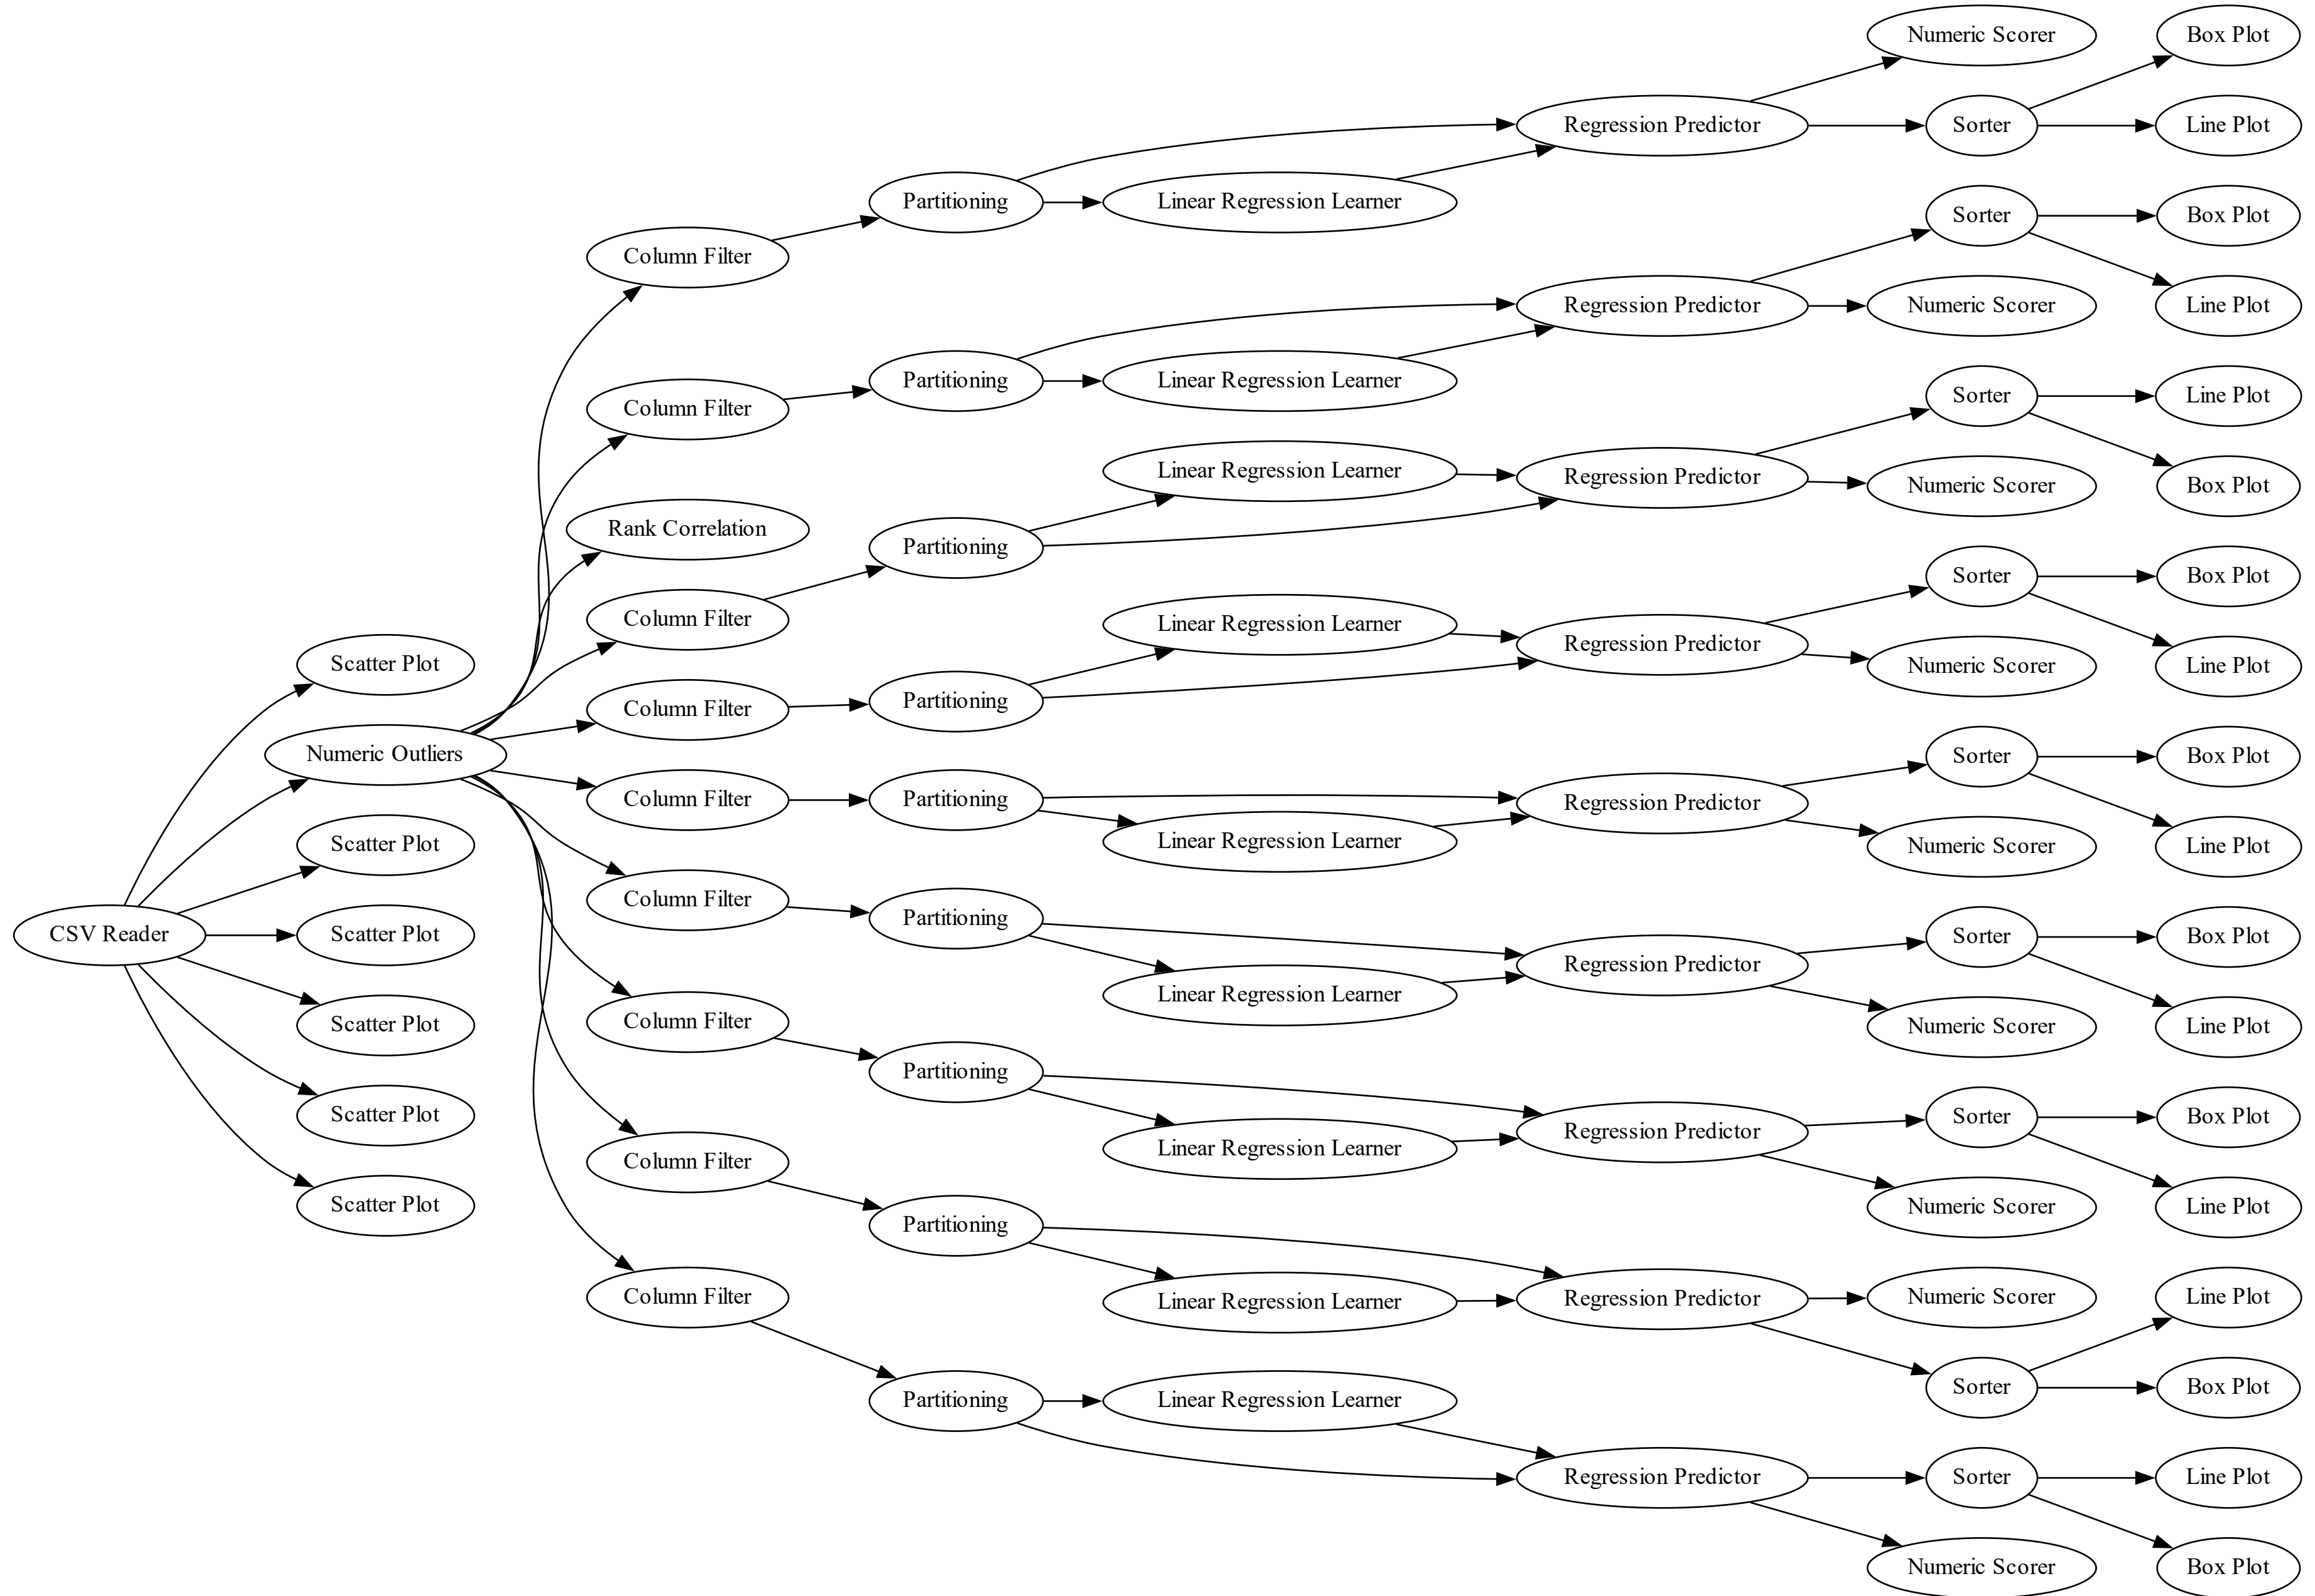 CSV Reader
Scatter Plot
Numeric Outliers
Scatter Plot
Scatter Plot
Scatter Plot
Scatter Plot
Scatter Plot
Column Filter
Column Filter
Rank Correlation
Column Filter
Column Filter
Column Filter
Column Filter
Column Filter
Column Filter
Column Filter
Partitioning
Partitioning
Partitioning
Partitioning
Partitioning
Partitioning
Partitioning
Partitioning
Partitioning
Linear Regression Learner
Linear Regression Learner
Linear Regression Learner
Linear Regression Learner
Linear Regression Learner
Linear Regression Learner
Linear Regression Learner
Linear Regression Learner
Linear Regression Learner
Regression Predictor
Regression Predictor
Regression Predictor
Regression Predictor
Regression Predictor
Regression Predictor
Regression Predictor
Regression Predictor
Regression Predictor
Numeric Scorer
Sorter
Sorter
Numeric Scorer
Sorter
Numeric Scorer
Sorter
Numeric Scorer
Sorter
Numeric Scorer
Sorter
Numeric Scorer
Sorter
Numeric Scorer
Numeric Scorer
Sorter
Sorter
Numeric Scorer
Box Plot
Line Plot
Box Plot
Line Plot
Line Plot
Box Plot
Box Plot
Line Plot
Box Plot
Line Plot
Box Plot
Line Plot
Box Plot
Line Plot
Line Plot
Box Plot
Line Plot
Box Plot